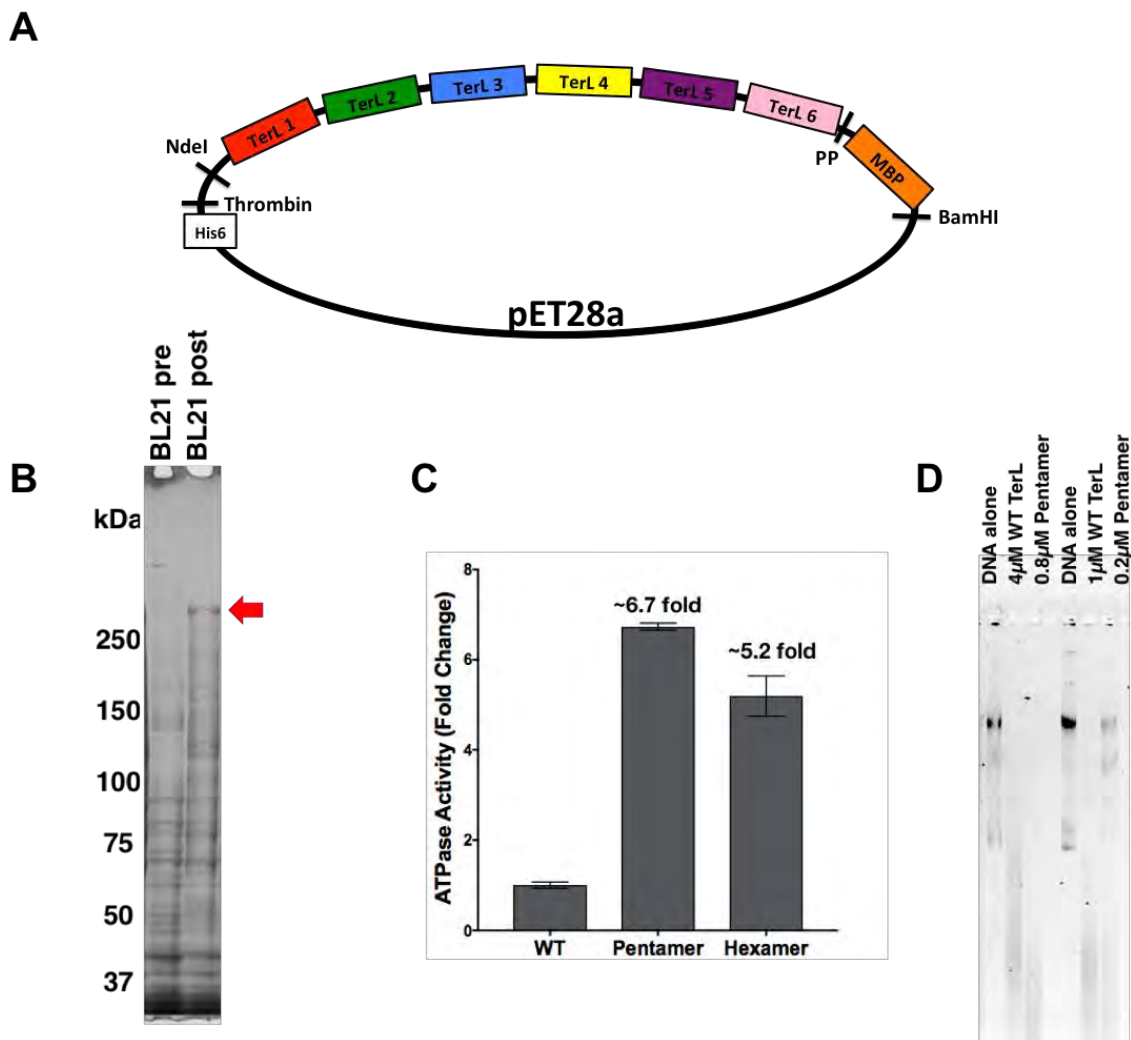 A
TerL 1
TerL 2
TerL 3
TerL 4
TerL 5
TerL 6
NdeI
Thrombin
His6
PP
MBP
BamHI
pET28a
B
BL21 pre
BL21 post
kDa
250
150
100
75
50
37
C
ATPase Activity (Fold Change)
8
6
4
2
0
~6.7 fold
~5.2 fold
WT
Pentamer
Hexamer
D
DNA alone
4µM WT TerL
0.8µM Pentamer
DNA alone
1µM WT TerL
0.2µM Pentamer